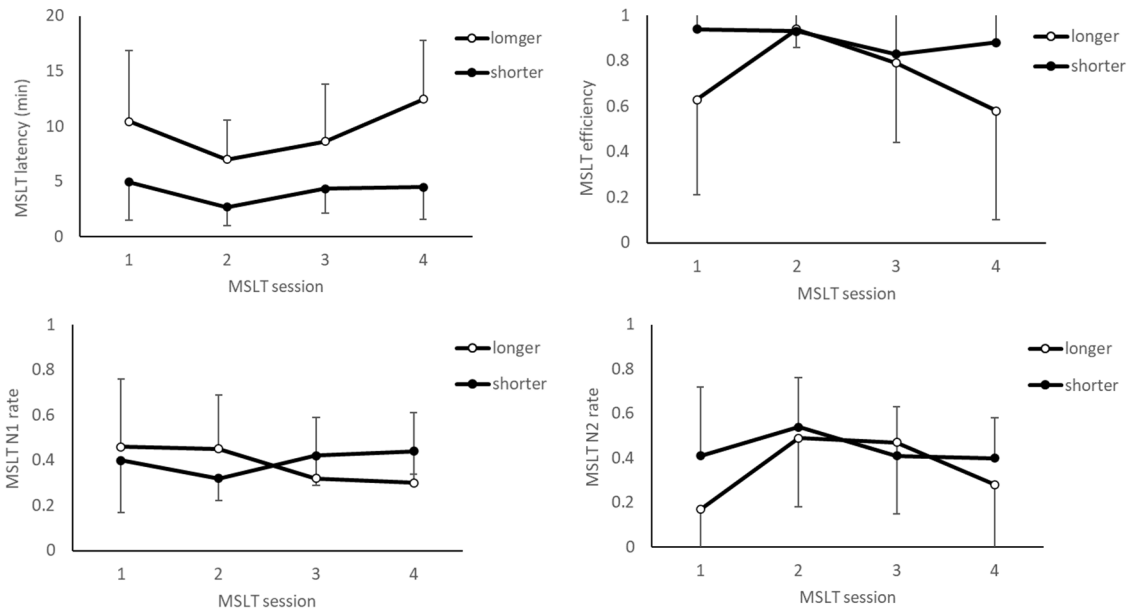 20
15
10
5
0
MSLT latency (min)
1 2 3 4
MSLT session
lomger
shorter
1
0.8
0.6
0.4
0.2
0
MSLT efficiency
1 2 3 4
MSLT session
longer
shorter
1
0.8
0.6
0.4
0.2
0
MSLT N1 rate
1 2 3 4
MSLT session
longer
shorter
1
0.8
0.6
0.4
0.2
0
MSLT N2 rate
1 2 3 4
MSLT session
longer
shorter